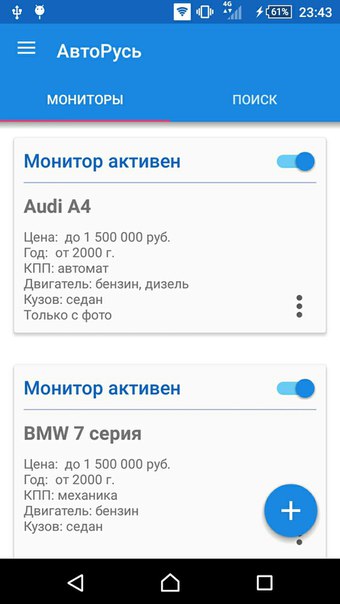 4G
61%
23:43
АвтоРусь
МОНИТОРЫ
ПОИСК
Монитор активен
Audi A4
Цена:  до 1 500 000 руб.
Год:  от 2000 г.
КПП: автомат
Двигатель: бензин, дизель
Кузов: седан
Только с фото
Монитор активен
BMW 7 серия
Цена:  до 1 500 000 руб.
Год:  от 2000 г.
КПП: механика
Двигатель: бензин
Кузов: седан